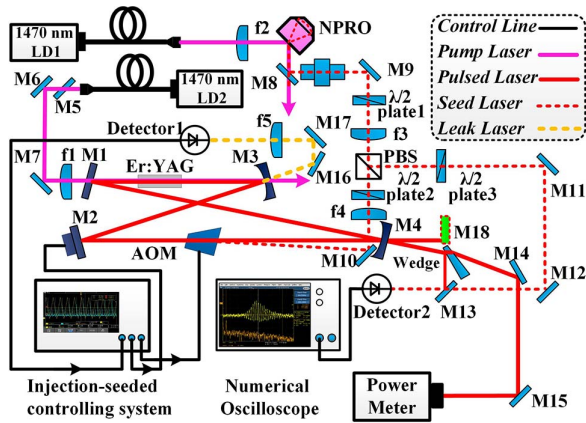 1470 nm
LD1
f2
NPRO
M8
M9
Control Line
Pump Laser
Pulsed Laser
Seed Laser
Leak Laser
M6
M5
1470 nm
LD2
λ/2
plate1
Detector1
f5
M17
f3
M7
f1
M1
Er:YAG
M3
M16
PBS
λ/2
plate2
λ/2
plate3
M11
M2
f4
M4
M18
AOM
M10
Wedge
M14
M12
M13
Detector2
Injection-seeded
controlling system
Numerical
Oscilloscope
Power
Meter
M15